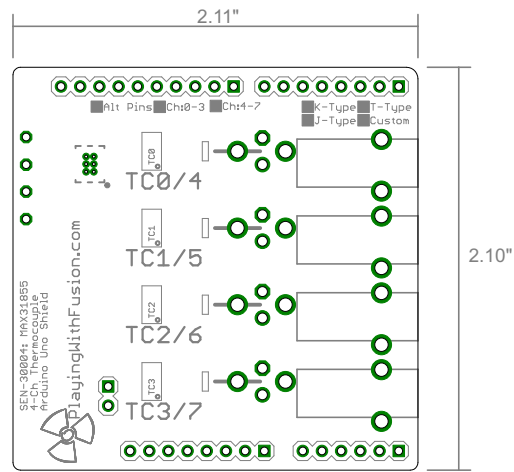 2.11"
Alt Pins Ch:0-3 Ch:4-7
K-Type T-Type
J-Type Custom
TC0
TC0/4
TC1
TC1/5
TC2
TC2/6
TC3
TC3/7
2.10"
SEN-30004: MAX31855
4-Ch Thermocouple
Arduino Uno Shield
PlayingWithFusion.com